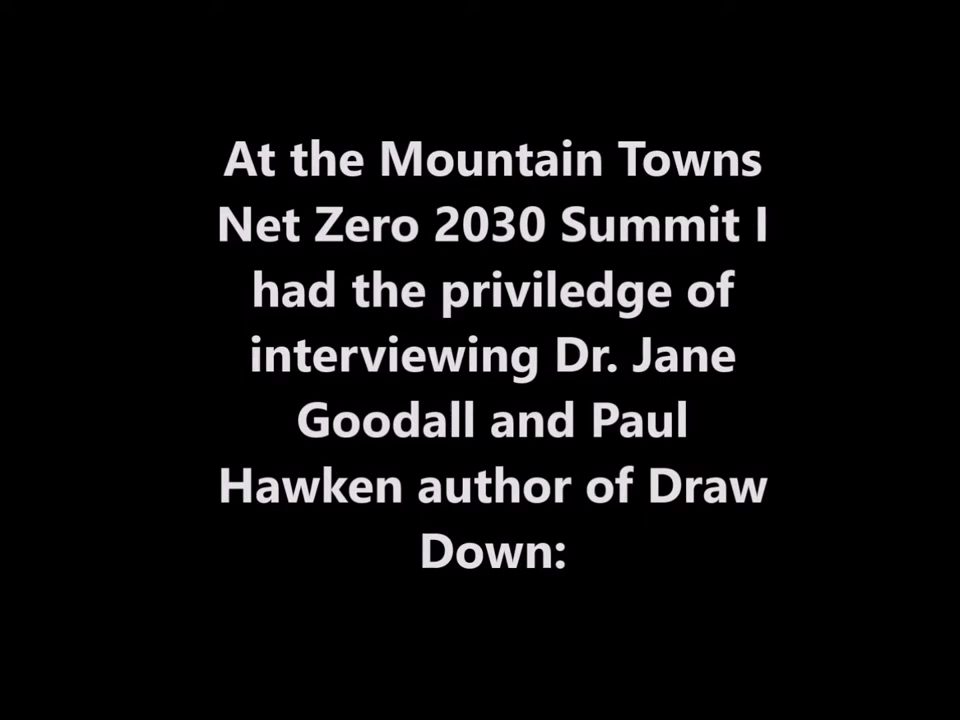 At the Mountain Towns
Net Zero 2030 Summit I
had the priviledge of
interviewing Dr. Jane
Goodall and Paul
Hawken author of Draw
Down: